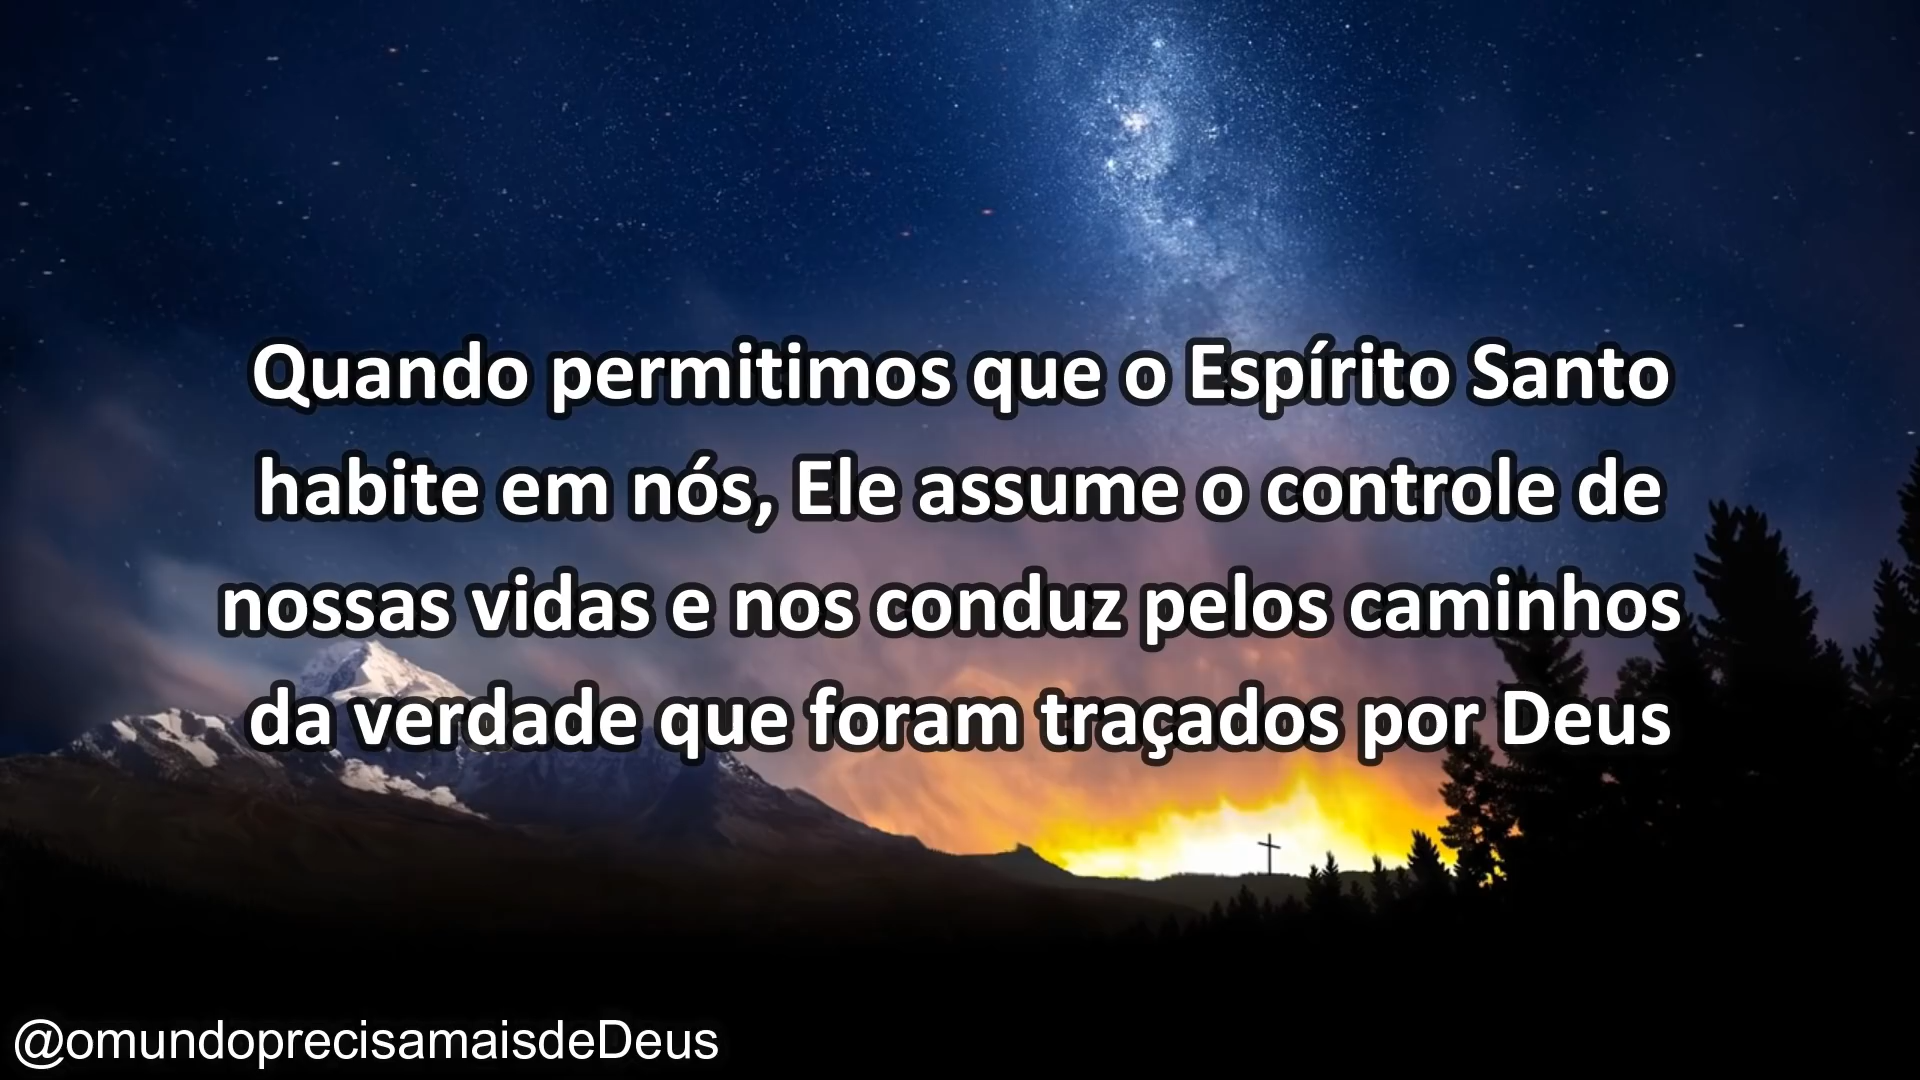 Quando permitimos que o Espírito Santo
habite em nós, Ele assume o controle de
nossas vidas e nos conduz pelos caminhos
da verdade que foram traçados por Deus
@omundoprecisamaisdeDeus